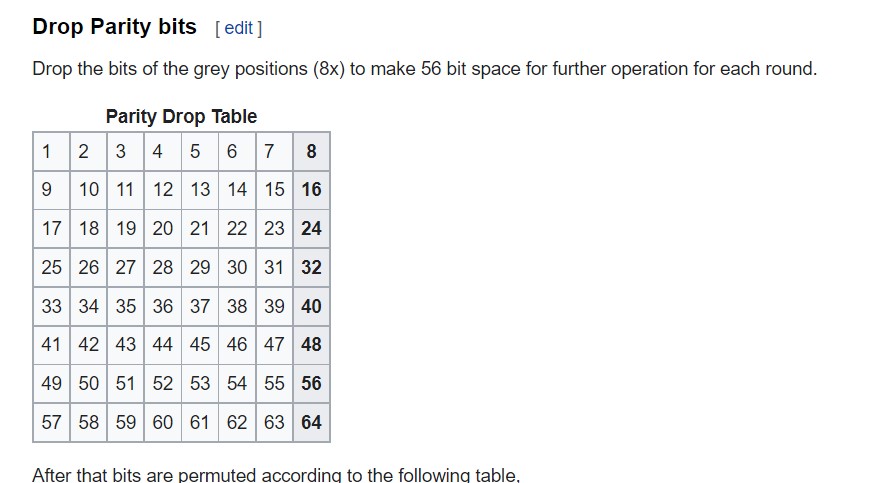 Drop Parity bits [ edit ]
Drop the bits of the grey positions (8x) to make 56 bit space for further operation for each round.
Parity Drop Table
1 2 3 4 5 6 7 8
9 10 11 12 13 14 15 16
17 18 19 20 21 22 23 24
25 26 27 28 29 30 31 32
33 34 35 36 37 38 39 40
41 42 43 44 45 46 47 48
49 50 51 52 53 54 55 56
57 58 59 60 61 62 63 64
After that bits are permuted according to the following table,